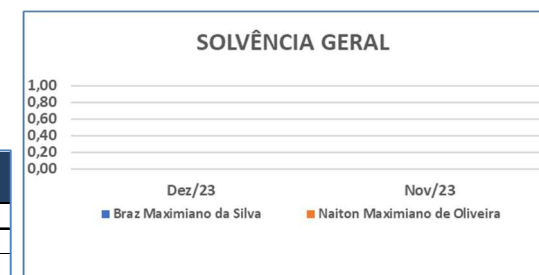 SOLVÊNCIA GERAL
1,00
0,80
0,60
0,40
0,20
0,00
Dez/23 Nov/23
Braz Maximiano da Silva Naiton Maximiano de Oliveira